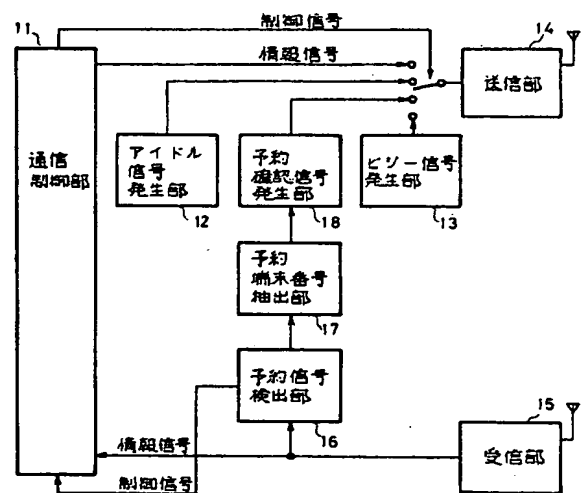 11
制御信号
情報信号
14
送信部
通信
制御部
アイドル
信号
発生部
12
予約
確認信号
発生部
18
ビジー信号
発生部
13
予約
端末番号
抽出部
17
予約信号
検出部
16
15
受信部
情報信号
制御信号